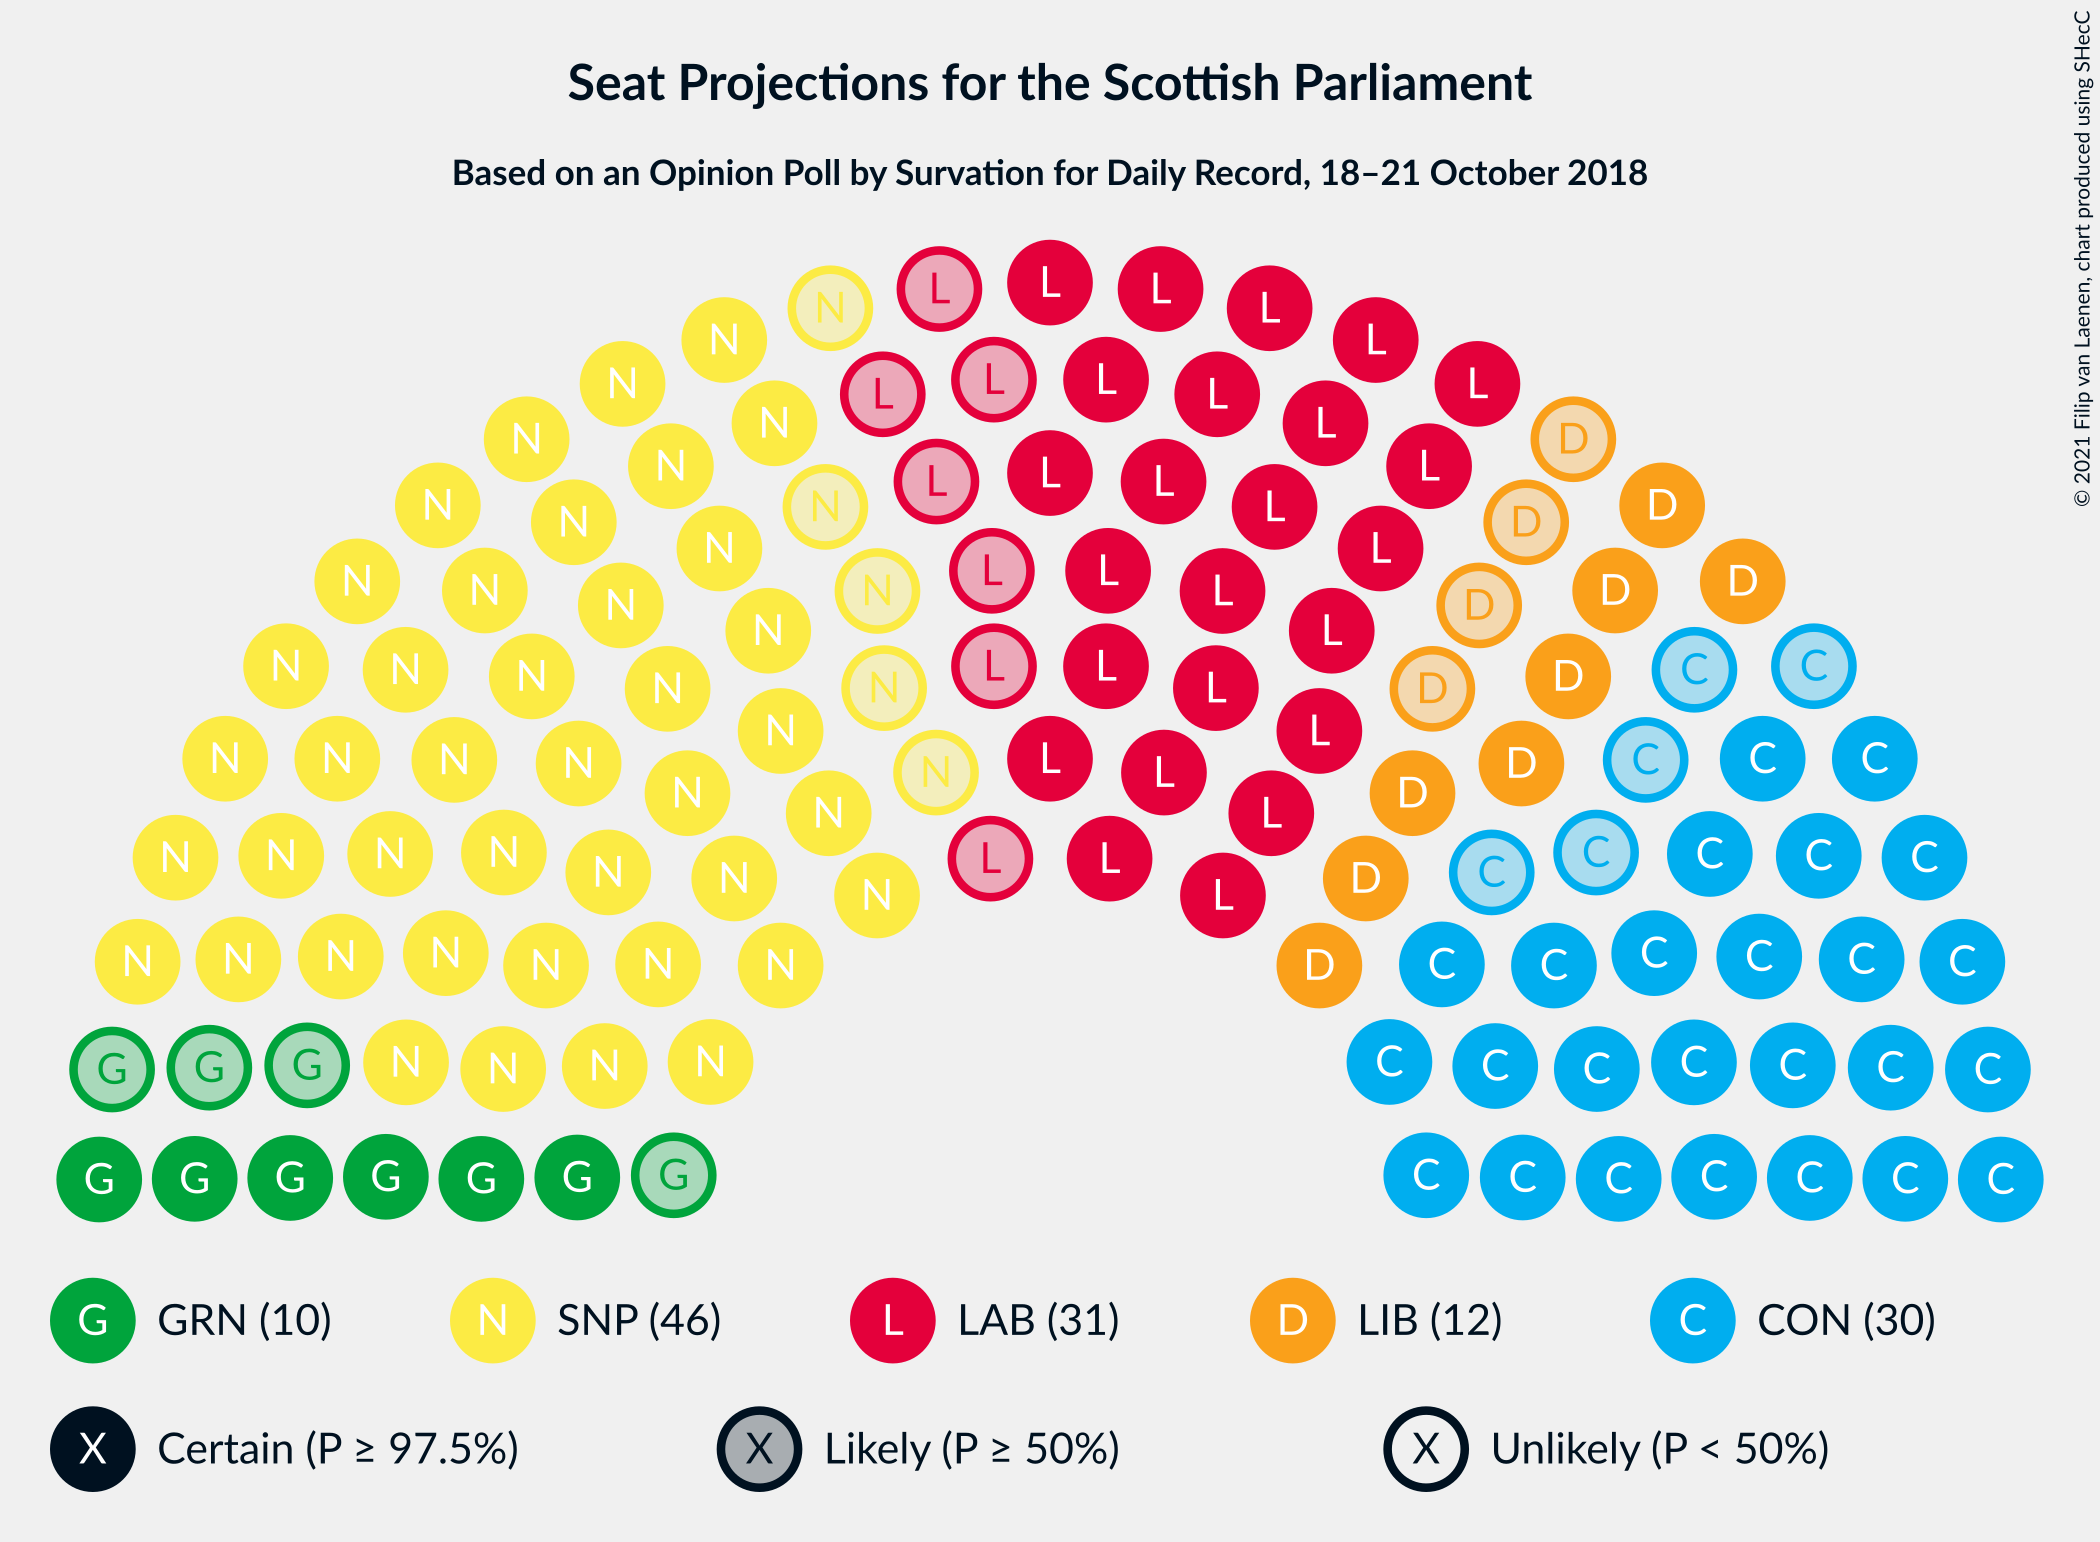 Seat Projections for the Scottish Parliament
Based on an Opinion Poll by Survation for Daily Record, 18–21 October 2018
© 2021 Filip van Laenen, chart produced using SHecC
L L L L
N L L
N L
N L L L L L
N N L
N L D
N N L L L L
N N L D
N N L L L D
N N L L D
N N N N L L L D
N N L L D C C
N N N N L L D D
N N L D
N N N N L L D C C C
N N L D
N N L
N N N N L L C C C C
N N N D C
N L
N N N N D C C C C
N N N N D C C
N N N C C C
G G G N N N N C C C C C C C
G G G G G G G C C C C C C C
G GRN (10) N SNP (46) L LAB (31) D LIB (12) C CON (30)
X Certain (P ≥ 97.5%) X Likely (P ≥ 50%) X Unlikely (P < 50%)